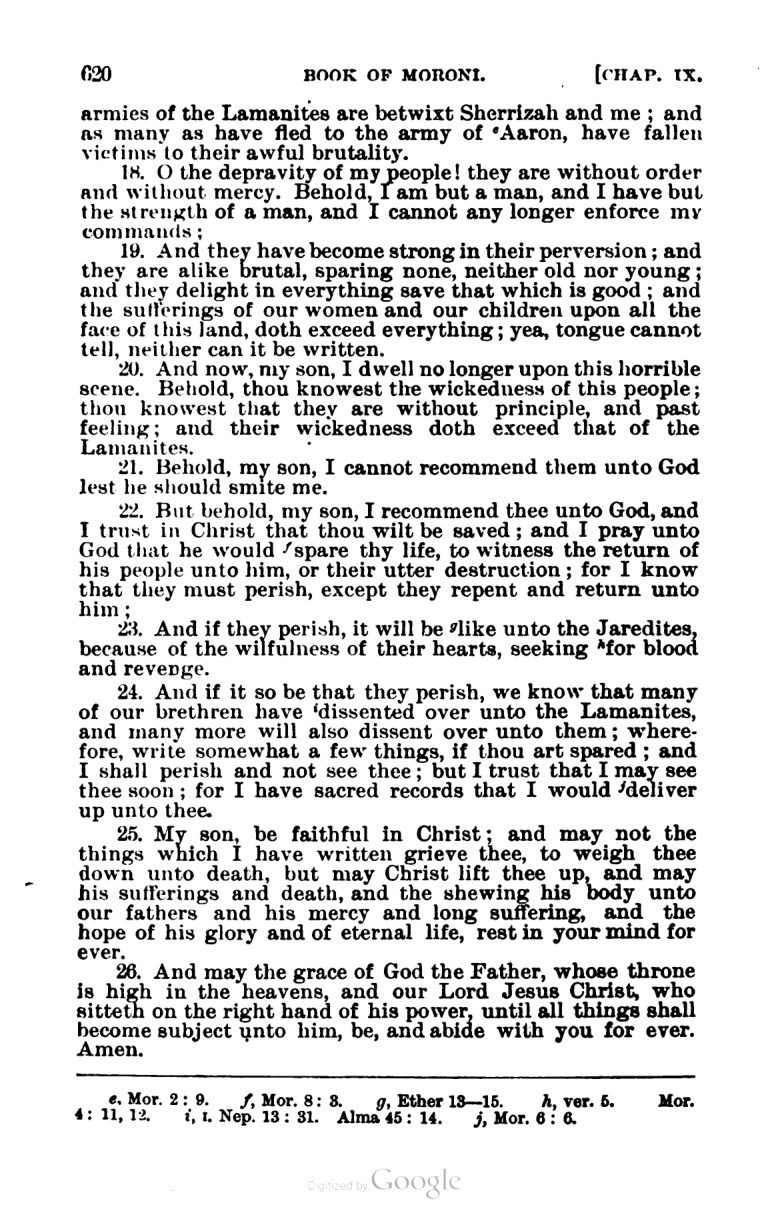 620 BOOK OF MORONI. [CHAP. IX.
armies of the Lamanites are betwixt Sherrizah and me ; and
as many as have fled to the army of ᵉAaron, have fallen
victims to their awful brutality.
18. O the depravity of my people! they are without order
and without mercy. Behold, I am but a man, and I have but
the strength of a man, and I cannot any longer enforce my
commands ;
19. And they have become strong in their perversion ; and
they are alike brutal, sparing none, neither old nor young ;
and they delight in everything save that which is good ; and
the sufferings of our women and our children upon all the
face of this land, doth exceed everything ; yea, tongue cannot
tell, neither can it be written.
20. And now, my son, I dwell no longer upon this horrible
scene. Behold, thou knowest the wickedness of this people ;
thou knowest that they are without principle, and past
feeling ; and their wickedness doth exceed that of the
Lamanites.
21. Behold, my son, I cannot recommend them unto God
lest he should smite me.
22. But behold, my son, I recommend thee unto God, and
I trust in Christ that thou wilt be saved ; and I pray unto
God that he would ᶠspare thy life, to witness the return of
his people unto him, or their utter destruction ; for I know
that they must perish, except they repent and return unto
him ;
23. And if they perish, it will be ᵍlike unto the Jaredites,
because of the wilfulness of their hearts, seeking ʰfor blood
and revenge.
24. And if it so be that they perish, we know that many
of our brethren have ⁱdissented over unto the Lamanites,
and many more will also dissent over unto them ; where-
fore, write somewhat a few things, if thou art spared ; and
I shall perish and not see thee ; but I trust that I may see
thee soon ; for I have sacred records that I would ʲdeliver
up unto thee.
25. My son, be faithful in Christ ; and may not the
things which I have written grieve thee, to weigh thee
down unto death, but may Christ lift thee up, and may
his sufferings and death, and the shewing his body unto
our fathers and his mercy and long suffering, and the
hope of his glory and of eternal life, rest in your mind for
ever.
26. And may the grace of God the Father, whose throne
is high in the heavens, and our Lord Jesus Christ, who
sitteth on the right hand of his power, until all things shall
become subject unto him, be, and abide with you for ever.
Amen.
e, Mor. 2 : 9. f, Mor. 8 : 3. g, Ether 13—15. h, ver. 5. Mor.
4 : 11, 12. i, I. Nep. 13 : 31. Alma 45 : 14. j, Mor. 6 : 6.
Digitized by Google